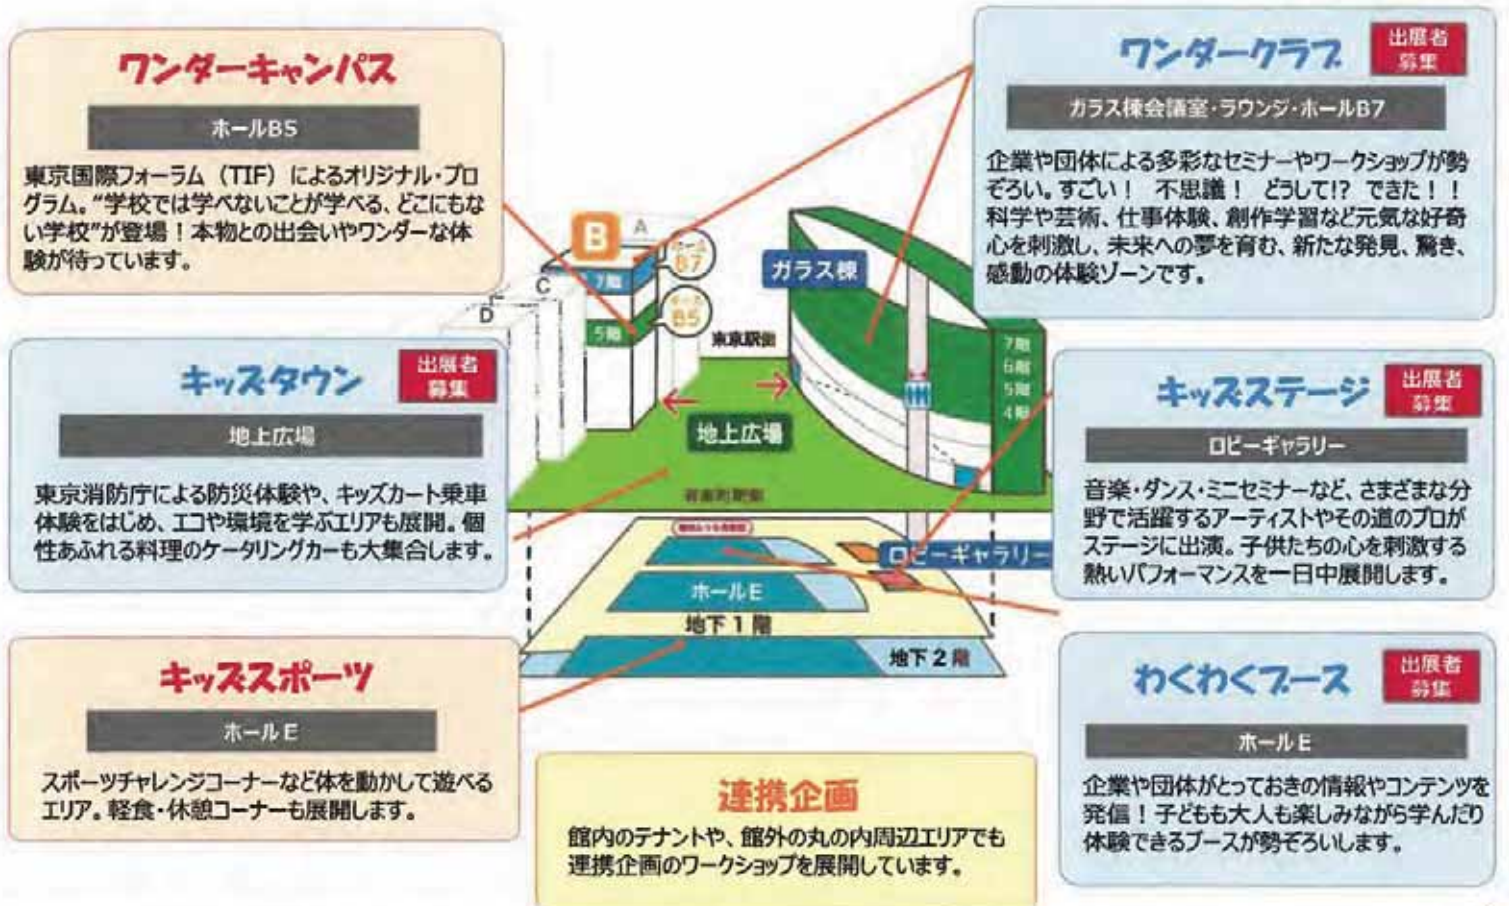 ワンダーキャンパス
ホールB5
東京国際フォーラム（TIF）によるオリジナル・プロ
グラム。“学校では学べないことが学べる、どこにもな
い学校”が登場！本物との出会いやワンダーな体
験が待っています。
ワンダークラブ
出展者
募集
ガラス棟会議室・ラウンジ・ホールB7
企業や団体による多彩なセミナーやワークショップが勢
ぞろい。すごい！　不思議！　どうして!?　できた！！
科学や芸術、仕事体験、創作学習など元気な好奇
心を刺激し、未来への夢を育む、新たな発見、驚き、
感動の体験ゾーンです。
B
A
C
D
7階
ホール
B7
5階
ホール
B5
ガラス棟
東京駅側
7階
6階
5階
4階
地上広場
キッズタウン
出展者
募集
地上広場
東京消防庁による防災体験や、キッズカート乗車
体験をはじめ、エコや環境を学ぶエリアも展開。個
性あふれる料理のケータリングカーも大集合します。
キッズステージ
出展者
募集
ロビーギャラリー
音楽・ダンス・ミニセミナーなど、さまざまな分
野で活躍するアーティストやその道のプロが
ステージに出演。子供たちの心を刺激する
熱いパフォーマンスを一日中展開します。
ロビーギャラリー
ホールE
地下1階
地下2階
キッズスポーツ
ホールE
スポーツチャレンジコーナーなど体を動かして遊べる
エリア。軽食・休憩コーナーも展開します。
連携企画
館内のテナントや、館外の丸の内周辺エリアでも
連携企画のワークショップを展開しています。
わくわくブース
出展者
募集
ホールE
企業や団体がとっておきの情報やコンテンツを
発信！子どもも大人も楽しみながら学んだり
体験できるブースが勢ぞろいします。